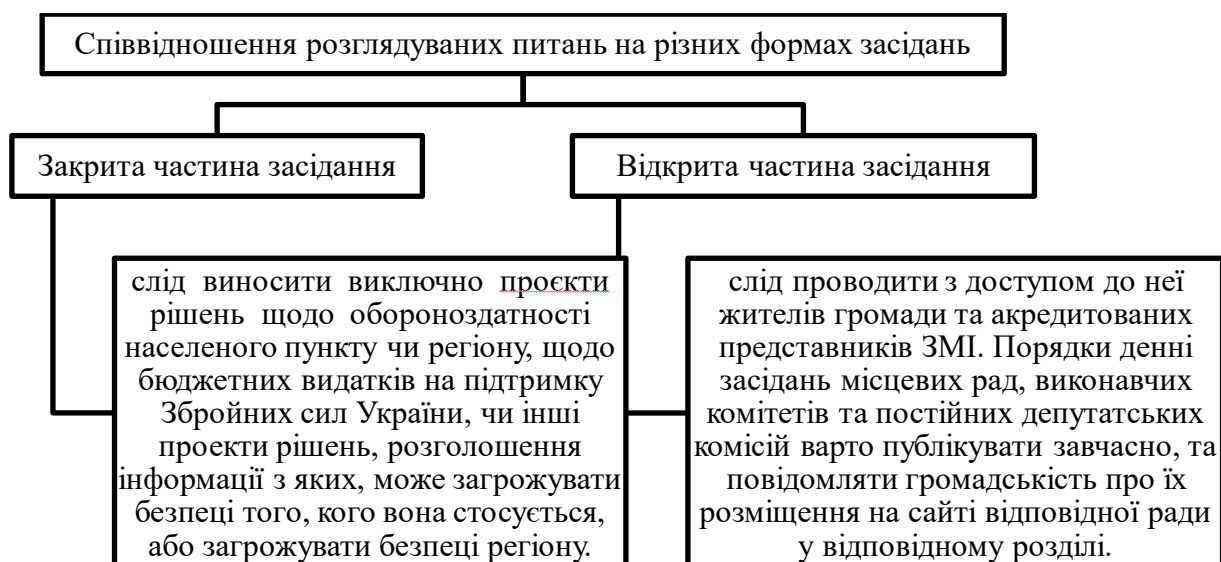 Співвідношення розглядуваних питань на різних формах засідань
Закрита частина засідання
Відкрита частина засідання
слід виносити виключно проєкти
рішень щодо обороноздатності
населеного пункту чи регіону, щодо
бюджетних видатків на підтримку
Збройних сил України, чи інші
проекти рішень, розголошення
інформації з яких, може загрожувати
безпеці того, кого вона стосується,
або загрожувати безпеці регіону.
слід проводити з доступом до неї
жителів громади та акредитованих
представників ЗМІ. Порядки денні
засідань місцевих рад, виконавчих
комітетів та постійних депутатських
комісій варто публікувати завчасно, та
повідомляти громадськість про їх
розміщення на сайті відповідної ради
у відповідному розділі.